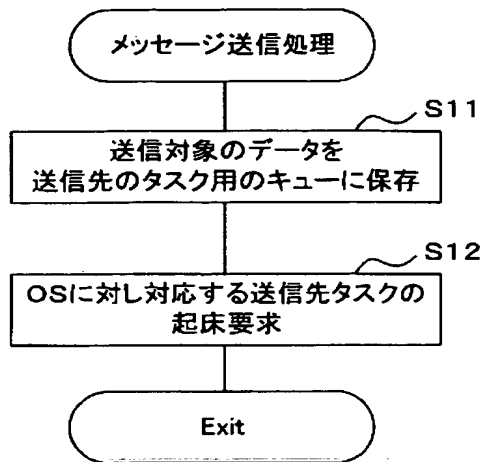 メッセージ送信処理
S11
送信対象のデータを
送信先のタスク用のキューに保存
S12
OSに対し対応する送信先タスクの
起床要求
Exit